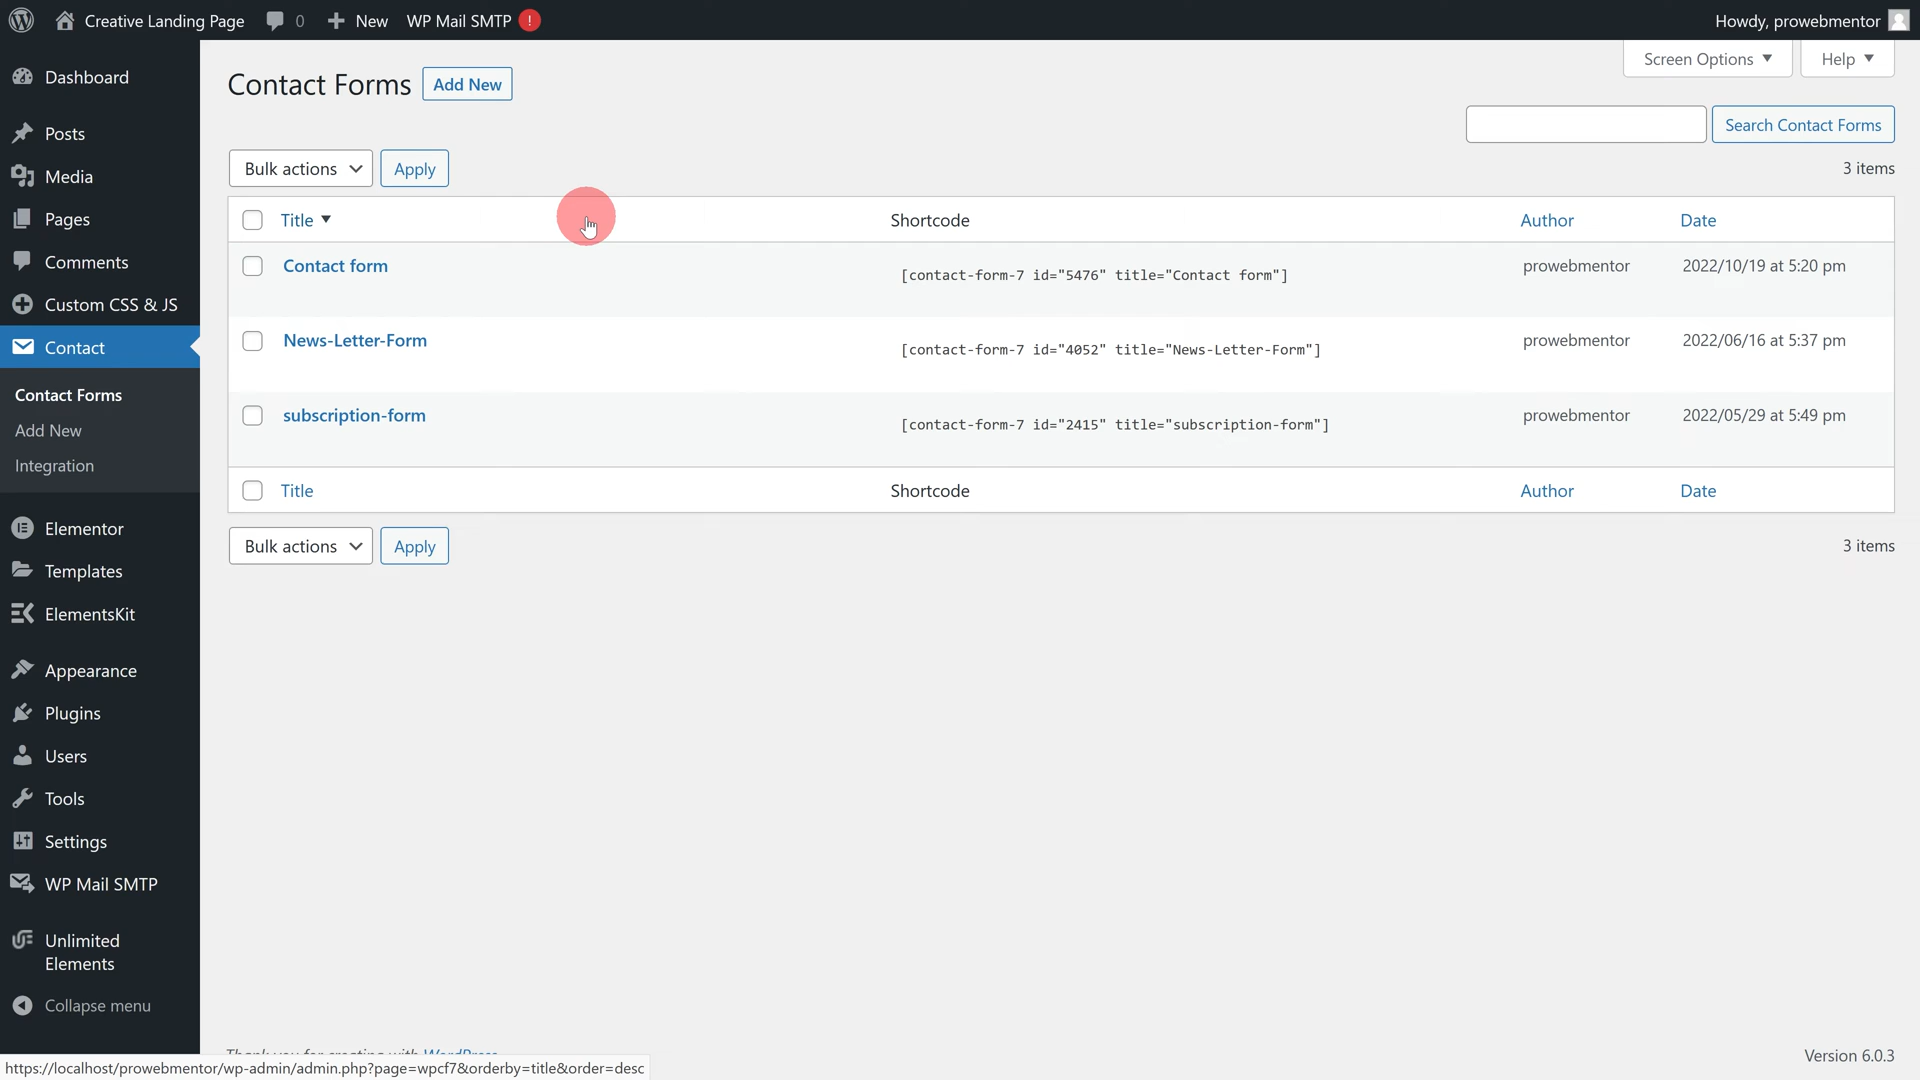 Creative Landing Page 0 New WP Mail SMTP ! Howdy, prowebmentor
Screen Options Help
Dashboard
Posts
Media
Pages
Comments
Custom CSS & JS
Contact
Contact Forms
Add New
Integration
Elementor
Templates
ElementsKit
Appearance
Plugins
Users
Tools
Settings
WP Mail SMTP
Unlimited
Elements
Collapse menu
Contact Forms Add New
Search Contact Forms
Bulk actions Apply 3 items
Title Shortcode Author Date
Contact form [contact-form-7 id="5476" title="Contact form"] prowebmentor 2022/10/19 at 5:20 pm
News-Letter-Form [contact-form-7 id="4052" title="News-Letter-Form"] prowebmentor 2022/06/16 at 5:37 pm
subscription-form [contact-form-7 id="2415" title="subscription-form"] prowebmentor 2022/05/29 at 5:49 pm
Title Shortcode Author Date
Bulk actions Apply 3 items
Thank you for creating with WordPress Version 6.0.3
https://localhost/prowebmentor/wp-admin/admin.php?page=wpcf7&orderby=title&order=desc